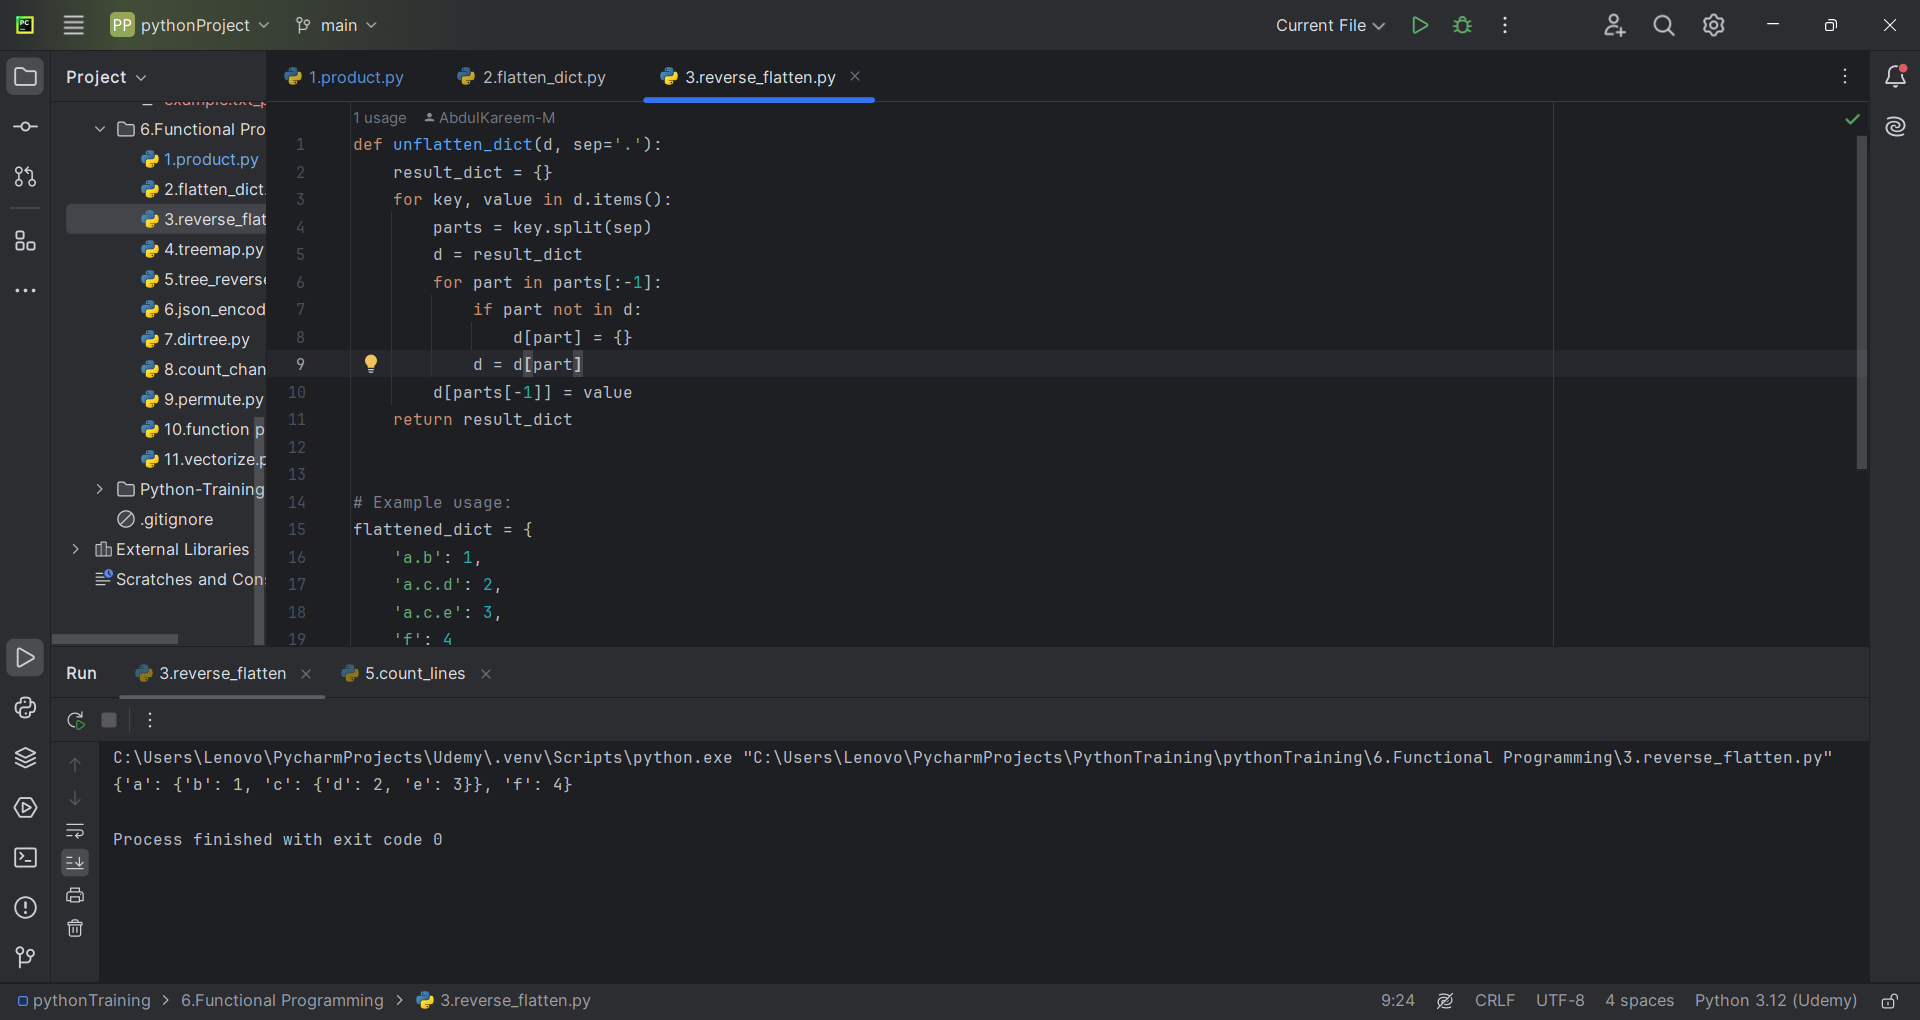 PP pythonProject main Current File
Project
1.product.py 2.flatten_dict.py 3.reverse_flatten.py
6.Functional Pro
1.product.py
2.flatten_dict.
3.reverse_flat
4.treemap.py
5.tree_reverse
6.json_encod
7.dirtree.py
8.count_chan
9.permute.py
10.function p
11.vectorize.p
Python-Training
.gitignore
External Libraries
Scratches and Con
1 usage AbdulKareem-M
1 def unflatten_dict(d, sep='.'):
2 result_dict = {}
3 for key, value in d.items():
4 parts = key.split(sep)
5 d = result_dict
6 for part in parts[:-1]:
7 if part not in d:
8 d[part] = {}
9 d = d[part]
10 d[parts[-1]] = value
11 return result_dict
12
13
14 # Example usage:
15 flattened_dict = {
16 'a.b': 1,
17 'a.c.d': 2,
18 'a.c.e': 3,
19 'f': 4
Run 3.reverse_flatten 5.count_lines
C:\Users\Lenovo\PycharmProjects\Udemy\.venv\Scripts\python.exe "C:\Users\Lenovo\PycharmProjects\PythonTraining\pythonTraining\6.Functional Programming\3.reverse_flatten.py"
{'a': {'b': 1, 'c': {'d': 2, 'e': 3}}, 'f': 4}
Process finished with exit code 0
pythonTraining > 6.Functional Programming > 3.reverse_flatten.py 9:24 CRLF UTF-8 4 spaces Python 3.12 (Udemy)